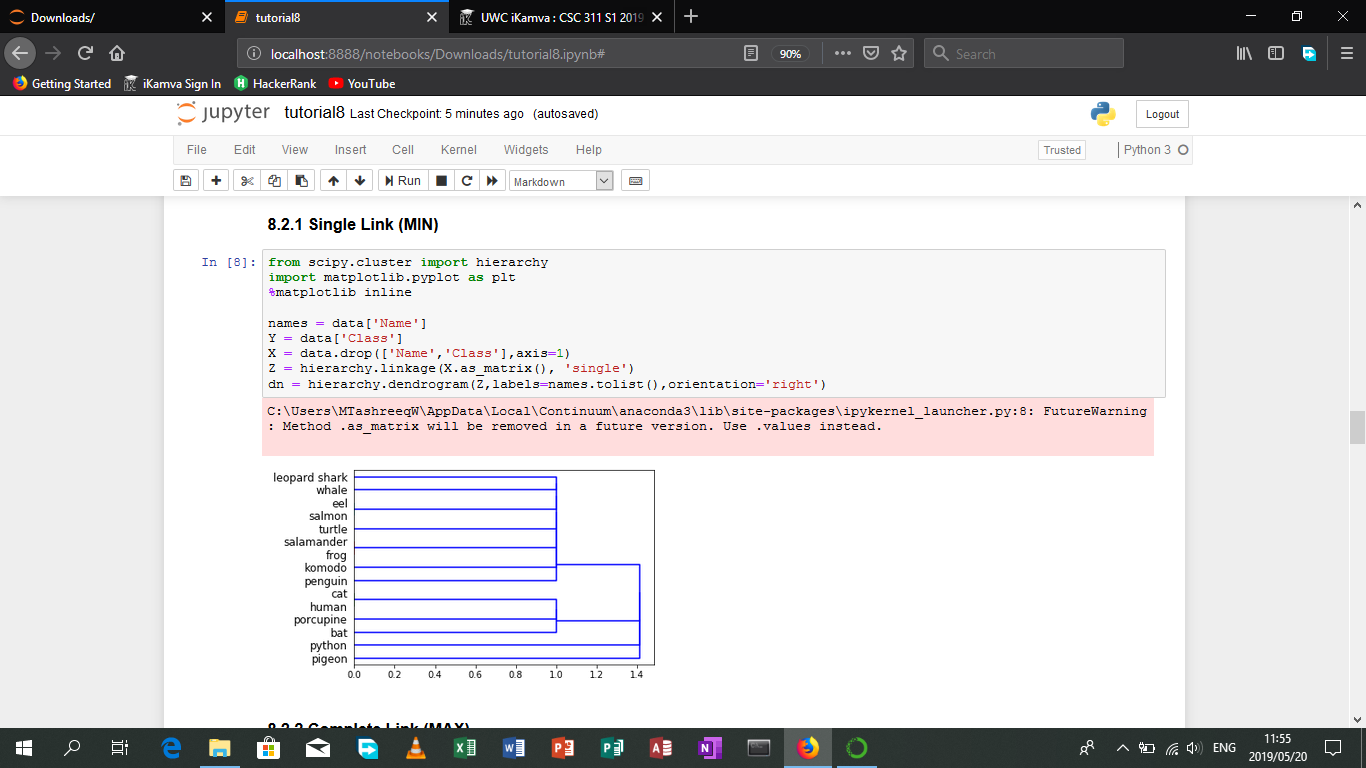 Downloads/
tutorial8
UWC iKamva : CSC 311 S1 2019
localhost:8888/notebooks/Downloads/tutorial8.ipynb#
90%
Search
Getting Started
iKamva Sign In
HackerRank
YouTube
jupyter
tutorial8 Last Checkpoint: 5 minutes ago (autosaved)
Logout
File Edit View Insert Cell Kernel Widgets Help
Trusted
Python 3
Run
Markdown
8.2.1 Single Link (MIN)
In [8]:
from scipy.cluster import hierarchy
import matplotlib.pyplot as plt
%matplotlib inline
names = data['Name']
Y = data['Class']
X = data.drop(['Name','Class'],axis=1)
Z = hierarchy.linkage(X.as_matrix(), 'single')
dn = hierarchy.dendrogram(Z,labels=names.tolist(),orientation='right')
C:\Users\MTashreeqW\AppData\Local\Continuum\anaconda3\lib\site-packages\ipykernel_launcher.py:8: FutureWarning
: Method .as_matrix will be removed in a future version. Use .values instead.
leopard shark
whale
eel
salmon
turtle
salamander
frog
komodo
penguin
cat
human
porcupine
bat
python
pigeon
0.0 0.2 0.4 0.6 0.8 1.0 1.2 1.4
8.2.2 Complete Link (MAX)
ENG
11:55
2019/05/20